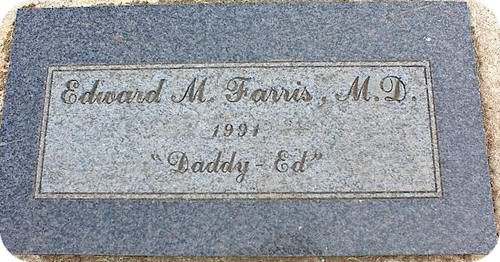 Edward M. Farris, M.D.
1991
"Daddy-Ed"